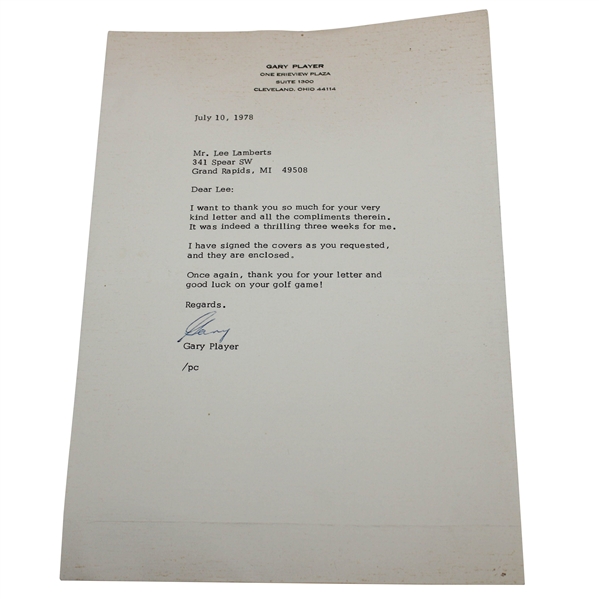 GARY PLAYER
ONE ERIEVIEW PLAZA
SUITE 1300
CLEVELAND, OHIO 44114
July 10, 1978
Mr. Lee Lamberts
341 Spear SW
Grand Rapids, MI 49508
Dear Lee:
I want to thank you so much for your very
kind letter and all the compliments therein.
It was indeed a thrilling three weeks for me.
I have signed the covers as you requested,
and they are enclosed.
Once again, thank you for your letter and
good luck on your golf game!
Regards.
Gary
Gary Player
/pc